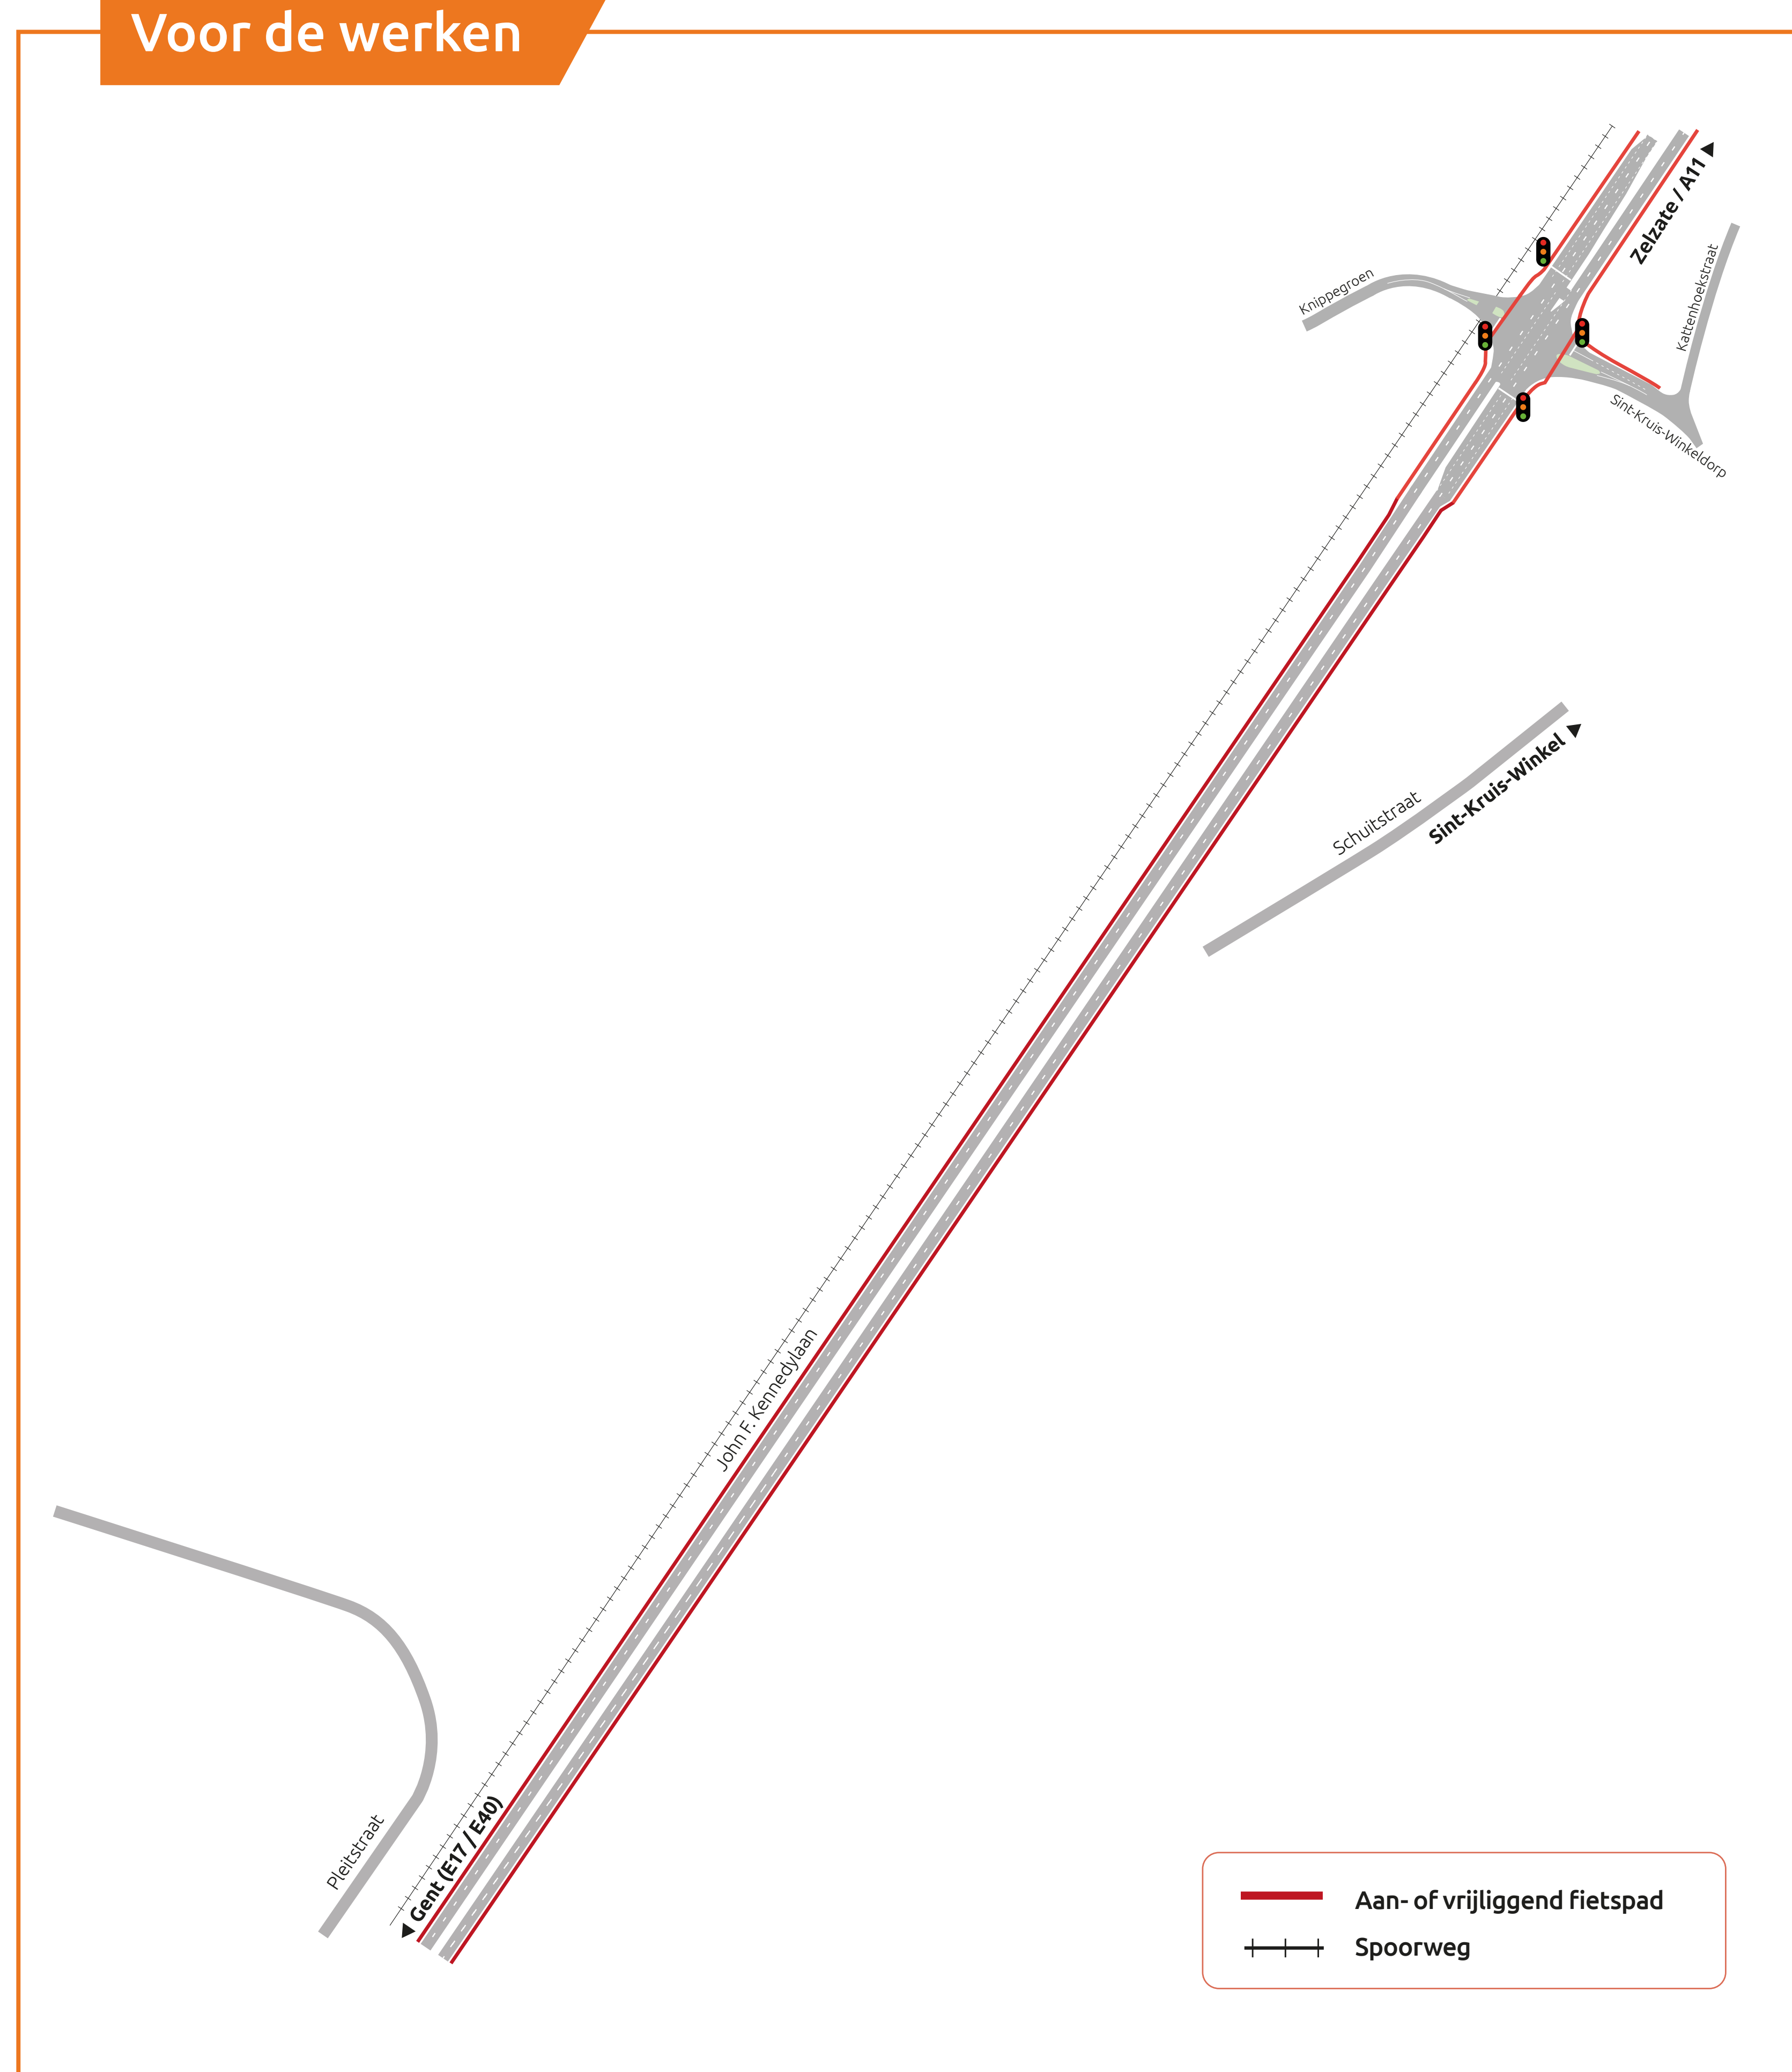 Voor de werken
Zelzate / A11
Knippegroen
Kattenhoekstraat
Sint-Kruis-Winkeldorp
Schuitstraat
Sint-Kruis-Winkel
John F. Kennedylaan
Pleitstraat
Gent (E17 / E40)
Aan- of vrijliggend fietspad
Spoorweg